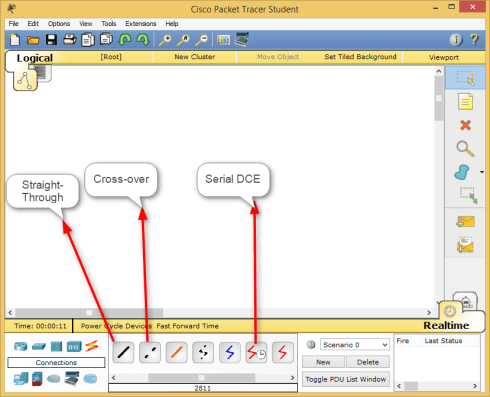 Cisco Packet Tracer Student
File Edit Options View Tools Extensions Help
Logical [Root] New Cluster Move Object Set Tiled Background Viewport
Straight-
Through
Cross-over
Serial DCE
Time: 00:00:11 Power Cycle Devices Fast Forward Time Realtime
Scenario 0
Fire Last Status
Connections
New Delete
Toggle PDU List Window
2811